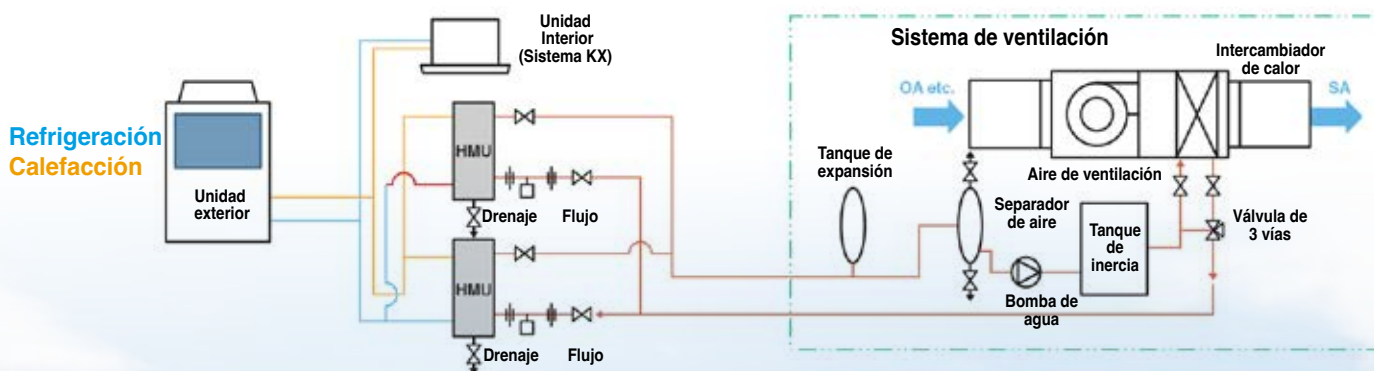 Unidad
Interior
(Sistema KX)
Sistema de ventilación
Intercambiador
de calor
OA etc.
SA
Refrigeración
Calefacción
HMU
Unidad
exterior
Tanque de
expansión
Aire de ventilación
Drenaje
Flujo
Separador
de aire
Válvula de
3 vías
Tanque
de
inercia
HMU
Bomba de
agua
Drenaje
Flujo